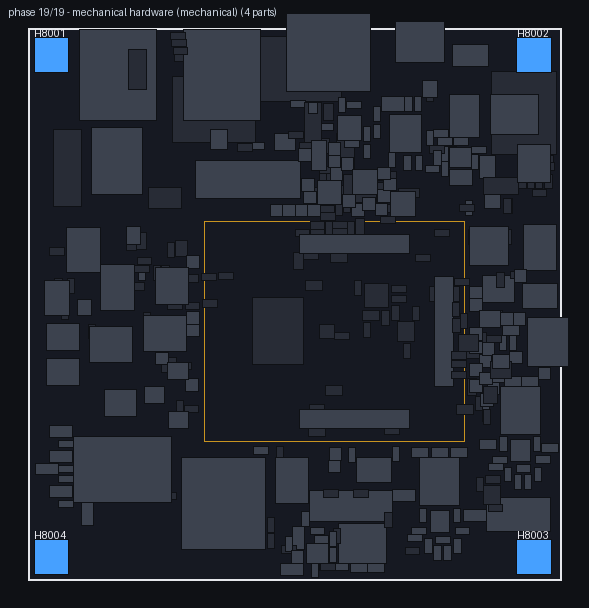 phase 19/19 - mechanical hardware (mechanical) (4 parts)
H8001
H8002
H8004
H8003